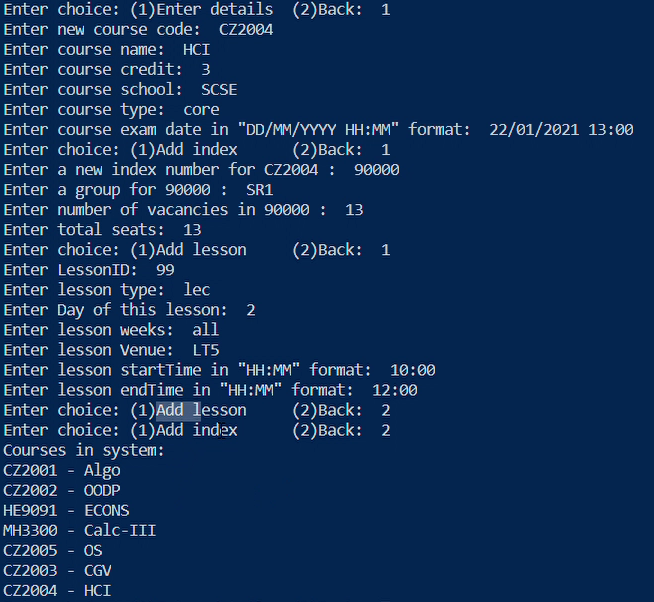 Enter choice: (1)Enter details  (2)Back:  1
Enter new course code:  CZ2004
Enter course name:  HCI
Enter course credit:  3
Enter course school:  SCSE
Enter course type:  core
Enter course exam date in "DD/MM/YYYY HH:MM" format:  22/01/2021 13:00
Enter choice: (1)Add index      (2)Back:  1
Enter a new index number for CZ2004 :  90000
Enter a group for 90000 :  SR1
Enter number of vacancies in 90000 :  13
Enter total seats:  13
Enter choice: (1)Add lesson     (2)Back:  1
Enter LessonID:  99
Enter lesson type:  lec
Enter Day of this lesson:  2
Enter lesson weeks:  all
Enter lesson Venue:  LT5
Enter lesson startTime in "HH:MM" format:  10:00
Enter lesson endTime in "HH:MM" format:  12:00
Enter choice: (1)Add lesson     (2)Back:  2
Enter choice: (1)Add index      (2)Back:  2
Courses in system:
CZ2001 - Algo
CZ2002 - OODP
HE9091 - ECONS
MH3300 - Calc-III
CZ2005 - OS
CZ2003 - CGV
CZ2004 - HCI